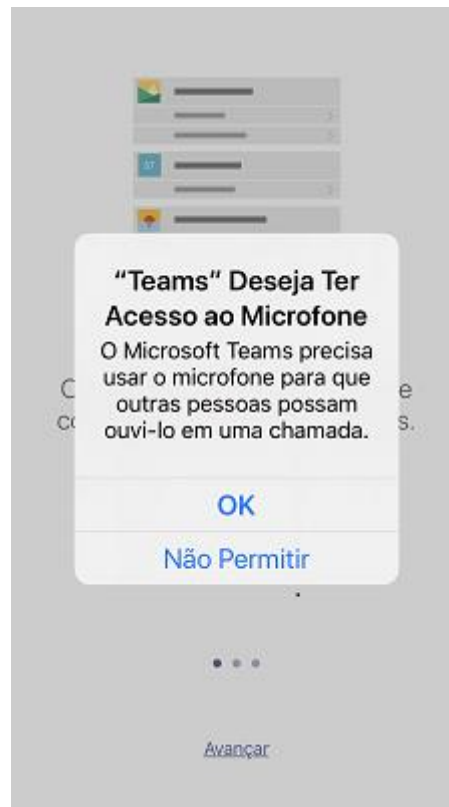 “Teams” Deseja Ter
Acesso ao Microfone
O Microsoft Teams precisa
usar o microfone para que
outras pessoas possam
ouvi-lo em uma chamada.
OK
Não Permitir
Avançar